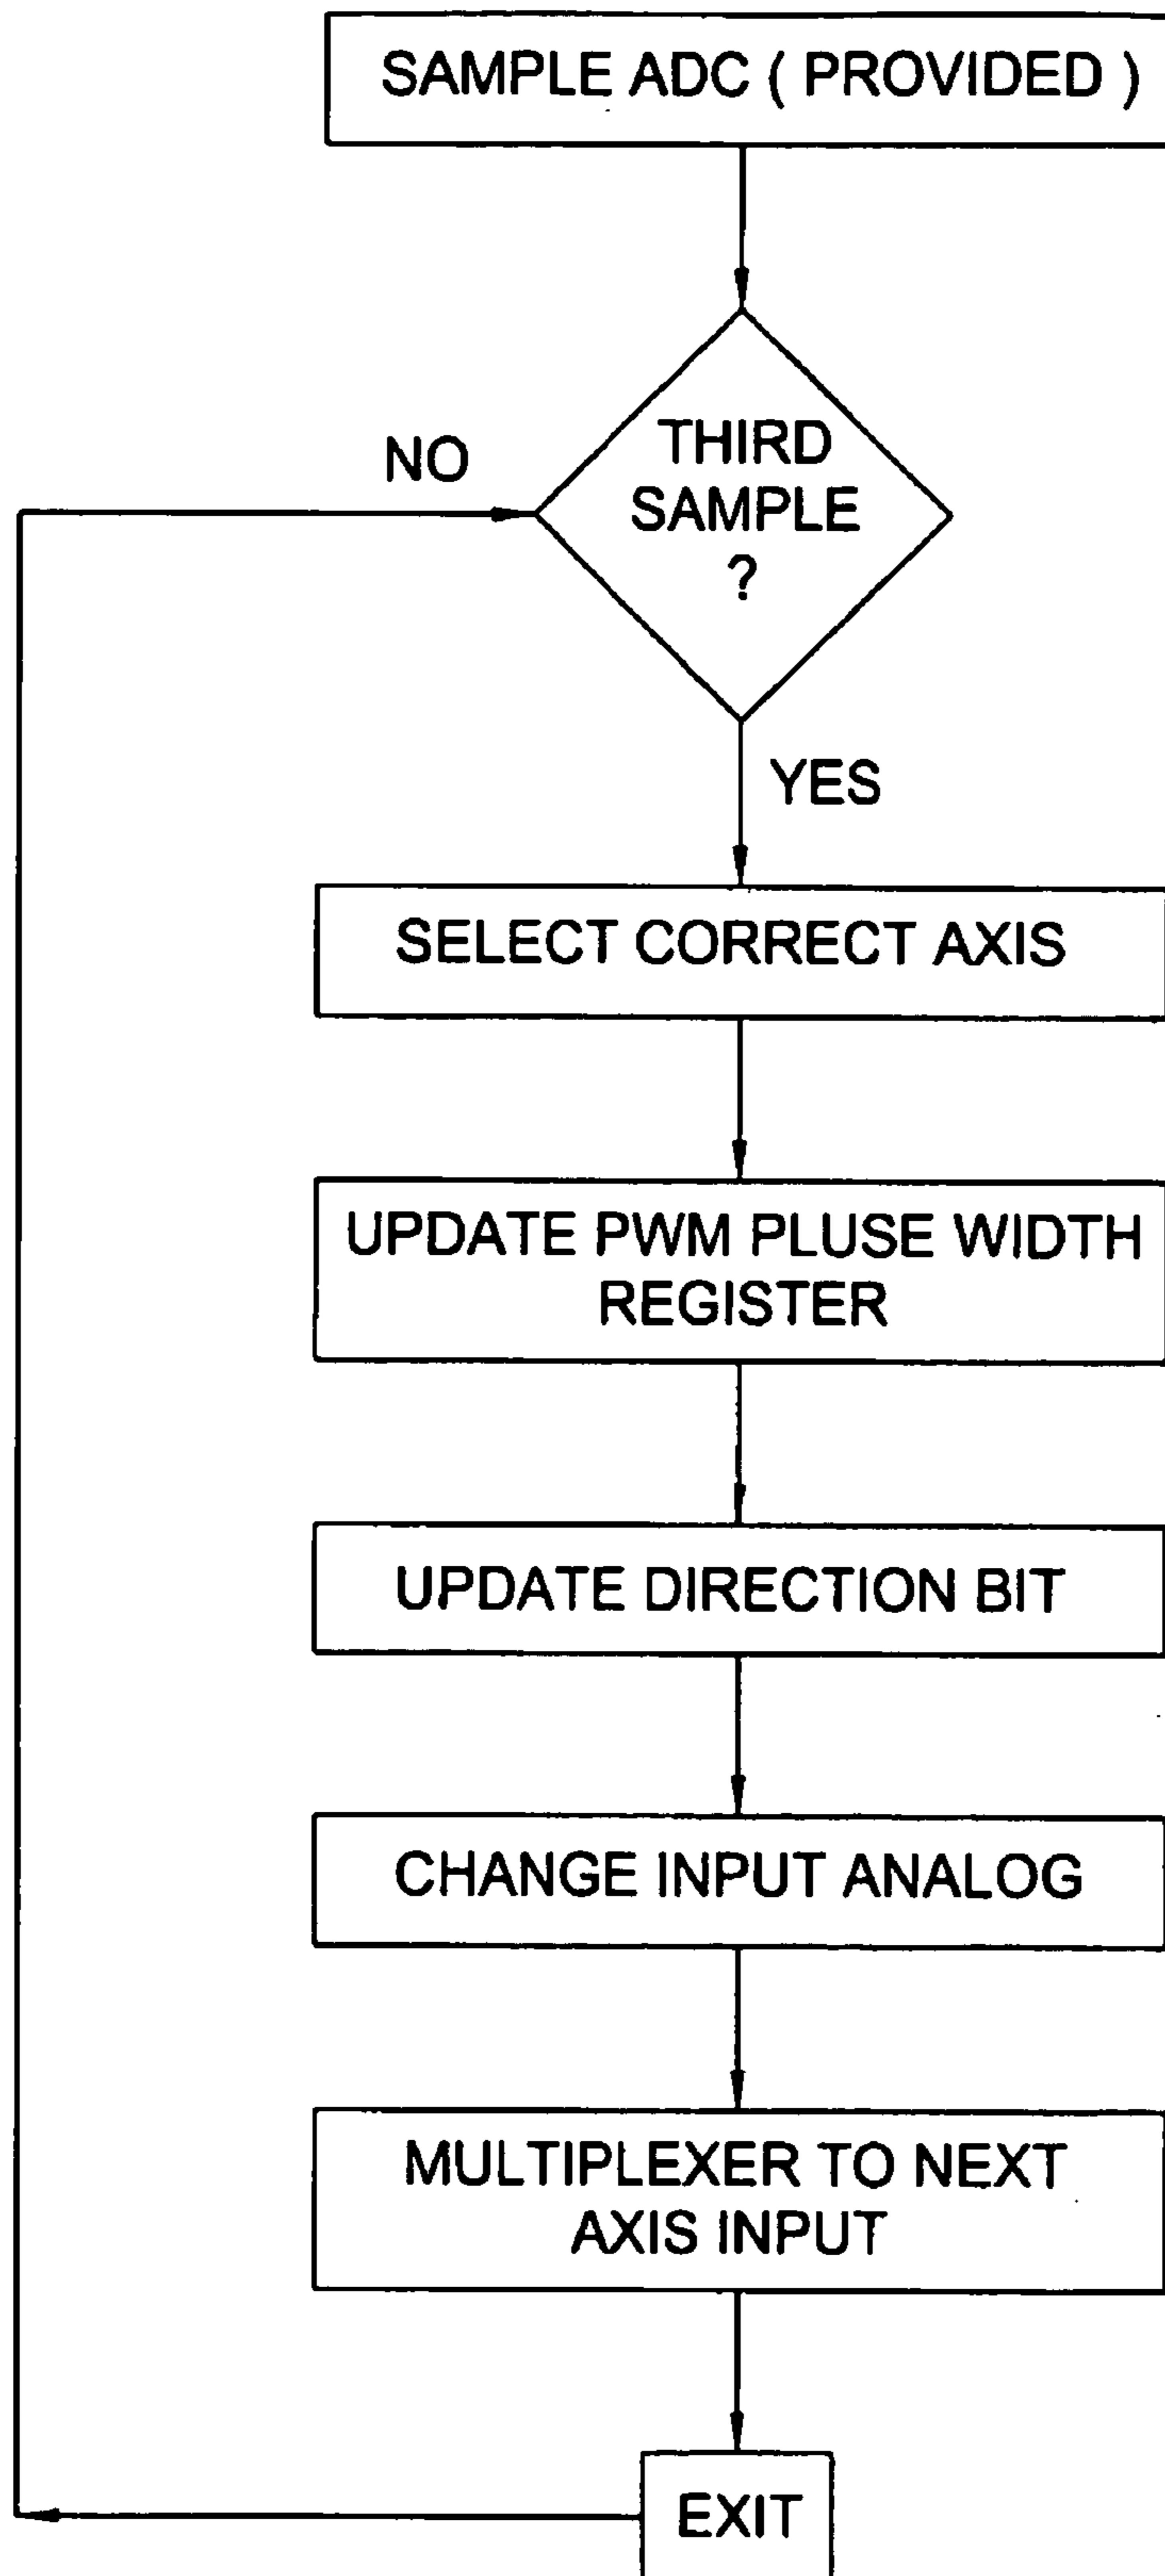 SAMPLE ADC ( PROVIDED )
NO
THIRD
SAMPLE
?
YES
SELECT CORRECT AXIS
UPDATE PWM PLUSE WIDTH
REGISTER
UPDATE DIRECTION BIT
CHANGE INPUT ANALOG
MULTIPLEXER TO NEXT
AXIS INPUT
EXIT